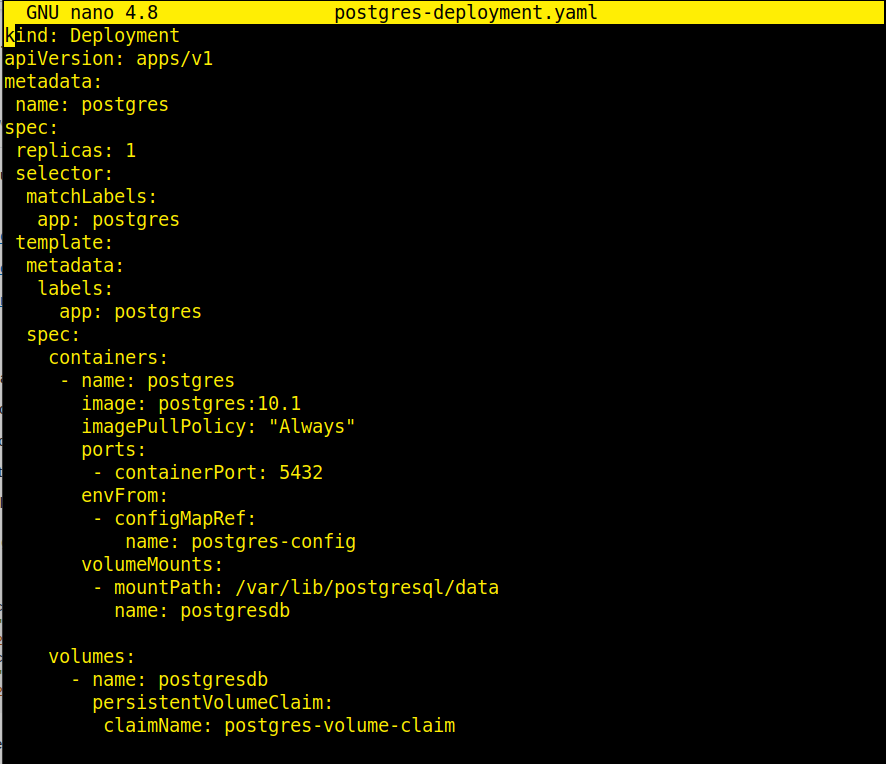 GNU nano 4.8 postgres-deployment.yaml
kind: Deployment
apiVersion: apps/v1
metadata:
 name: postgres
spec:
 replicas: 1
 selector:
  matchLabels:
   app: postgres
 template:
  metadata:
   labels:
     app: postgres
  spec:
    containers:
     - name: postgres
       image: postgres:10.1
       imagePullPolicy: "Always"
       ports:
        - containerPort: 5432
       envFrom:
        - configMapRef:
           name: postgres-config
       volumeMounts:
        - mountPath: /var/lib/postgresql/data
          name: postgresdb
    volumes:
      - name: postgresdb
        persistentVolumeClaim:
         claimName: postgres-volume-claim